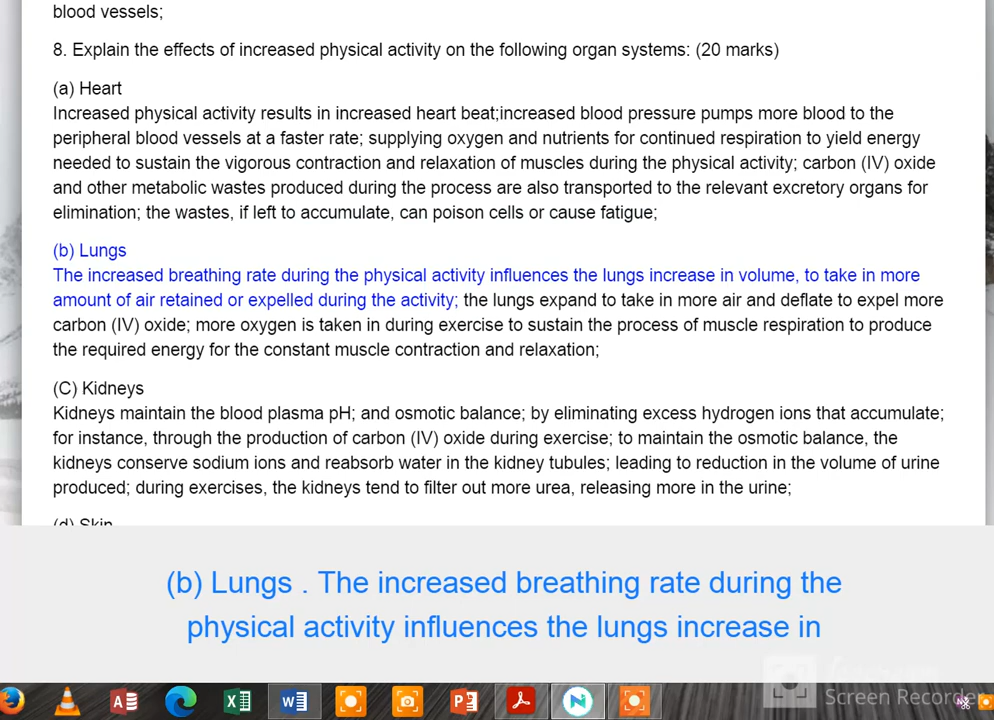 blood vessels;
8. Explain the effects of increased physical activity on the following organ systems: (20 marks)
(a) Heart
Increased physical activity results in increased heart beat;increased blood pressure pumps more blood to the
peripheral blood vessels at a faster rate; supplying oxygen and nutrients for continued respiration to yield energy
needed to sustain the vigorous contraction and relaxation of muscles during the physical activity; carbon (IV) oxide
and other metabolic wastes produced during the process are also transported to the relevant excretory organs for
elimination; the wastes, if left to accumulate, can poison cells or cause fatigue;
(b) Lungs
The increased breathing rate during the physical activity influences the lungs increase in volume, to take in more
amount of air retained or expelled during the activity; the lungs expand to take in more air and deflate to expel more
carbon (IV) oxide; more oxygen is taken in during exercise to sustain the process of muscle respiration to produce
the required energy for the constant muscle contraction and relaxation;
(C) Kidneys
Kidneys maintain the blood plasma pH; and osmotic balance; by eliminating excess hydrogen ions that accumulate;
for instance, through the production of carbon (IV) oxide during exercise; to maintain the osmotic balance, the
kidneys conserve sodium ions and reabsorb water in the kidney tubules; leading to reduction in the volume of urine
produced; during exercises, the kidneys tend to filter out more urea, releasing more in the urine;
(d) Skin
(b) Lungs . The increased breathing rate during the
physical activity influences the lungs increase in
Screen Recorder